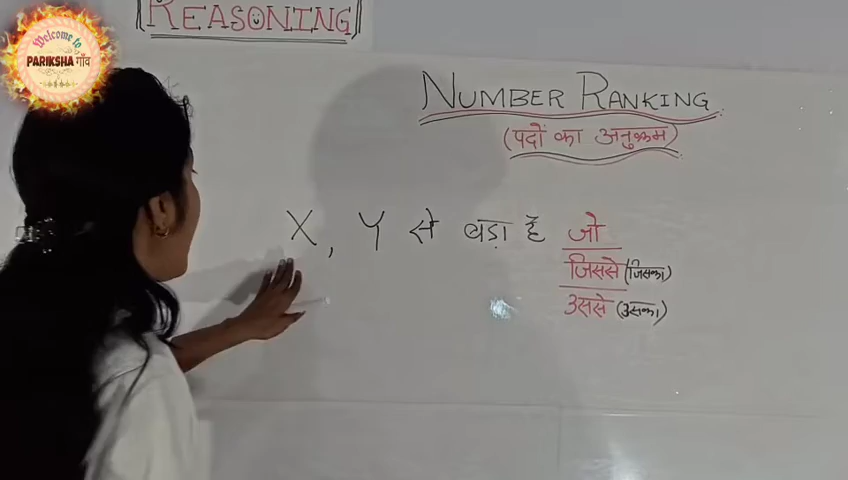 REASONING
Welcome to
PARIKSHA गाँव
NUMBER RANKING
(पदों का अनुक्रम)
X, Y से बड़ा है जो
जिससे (जिसका)
उससे (उसका)